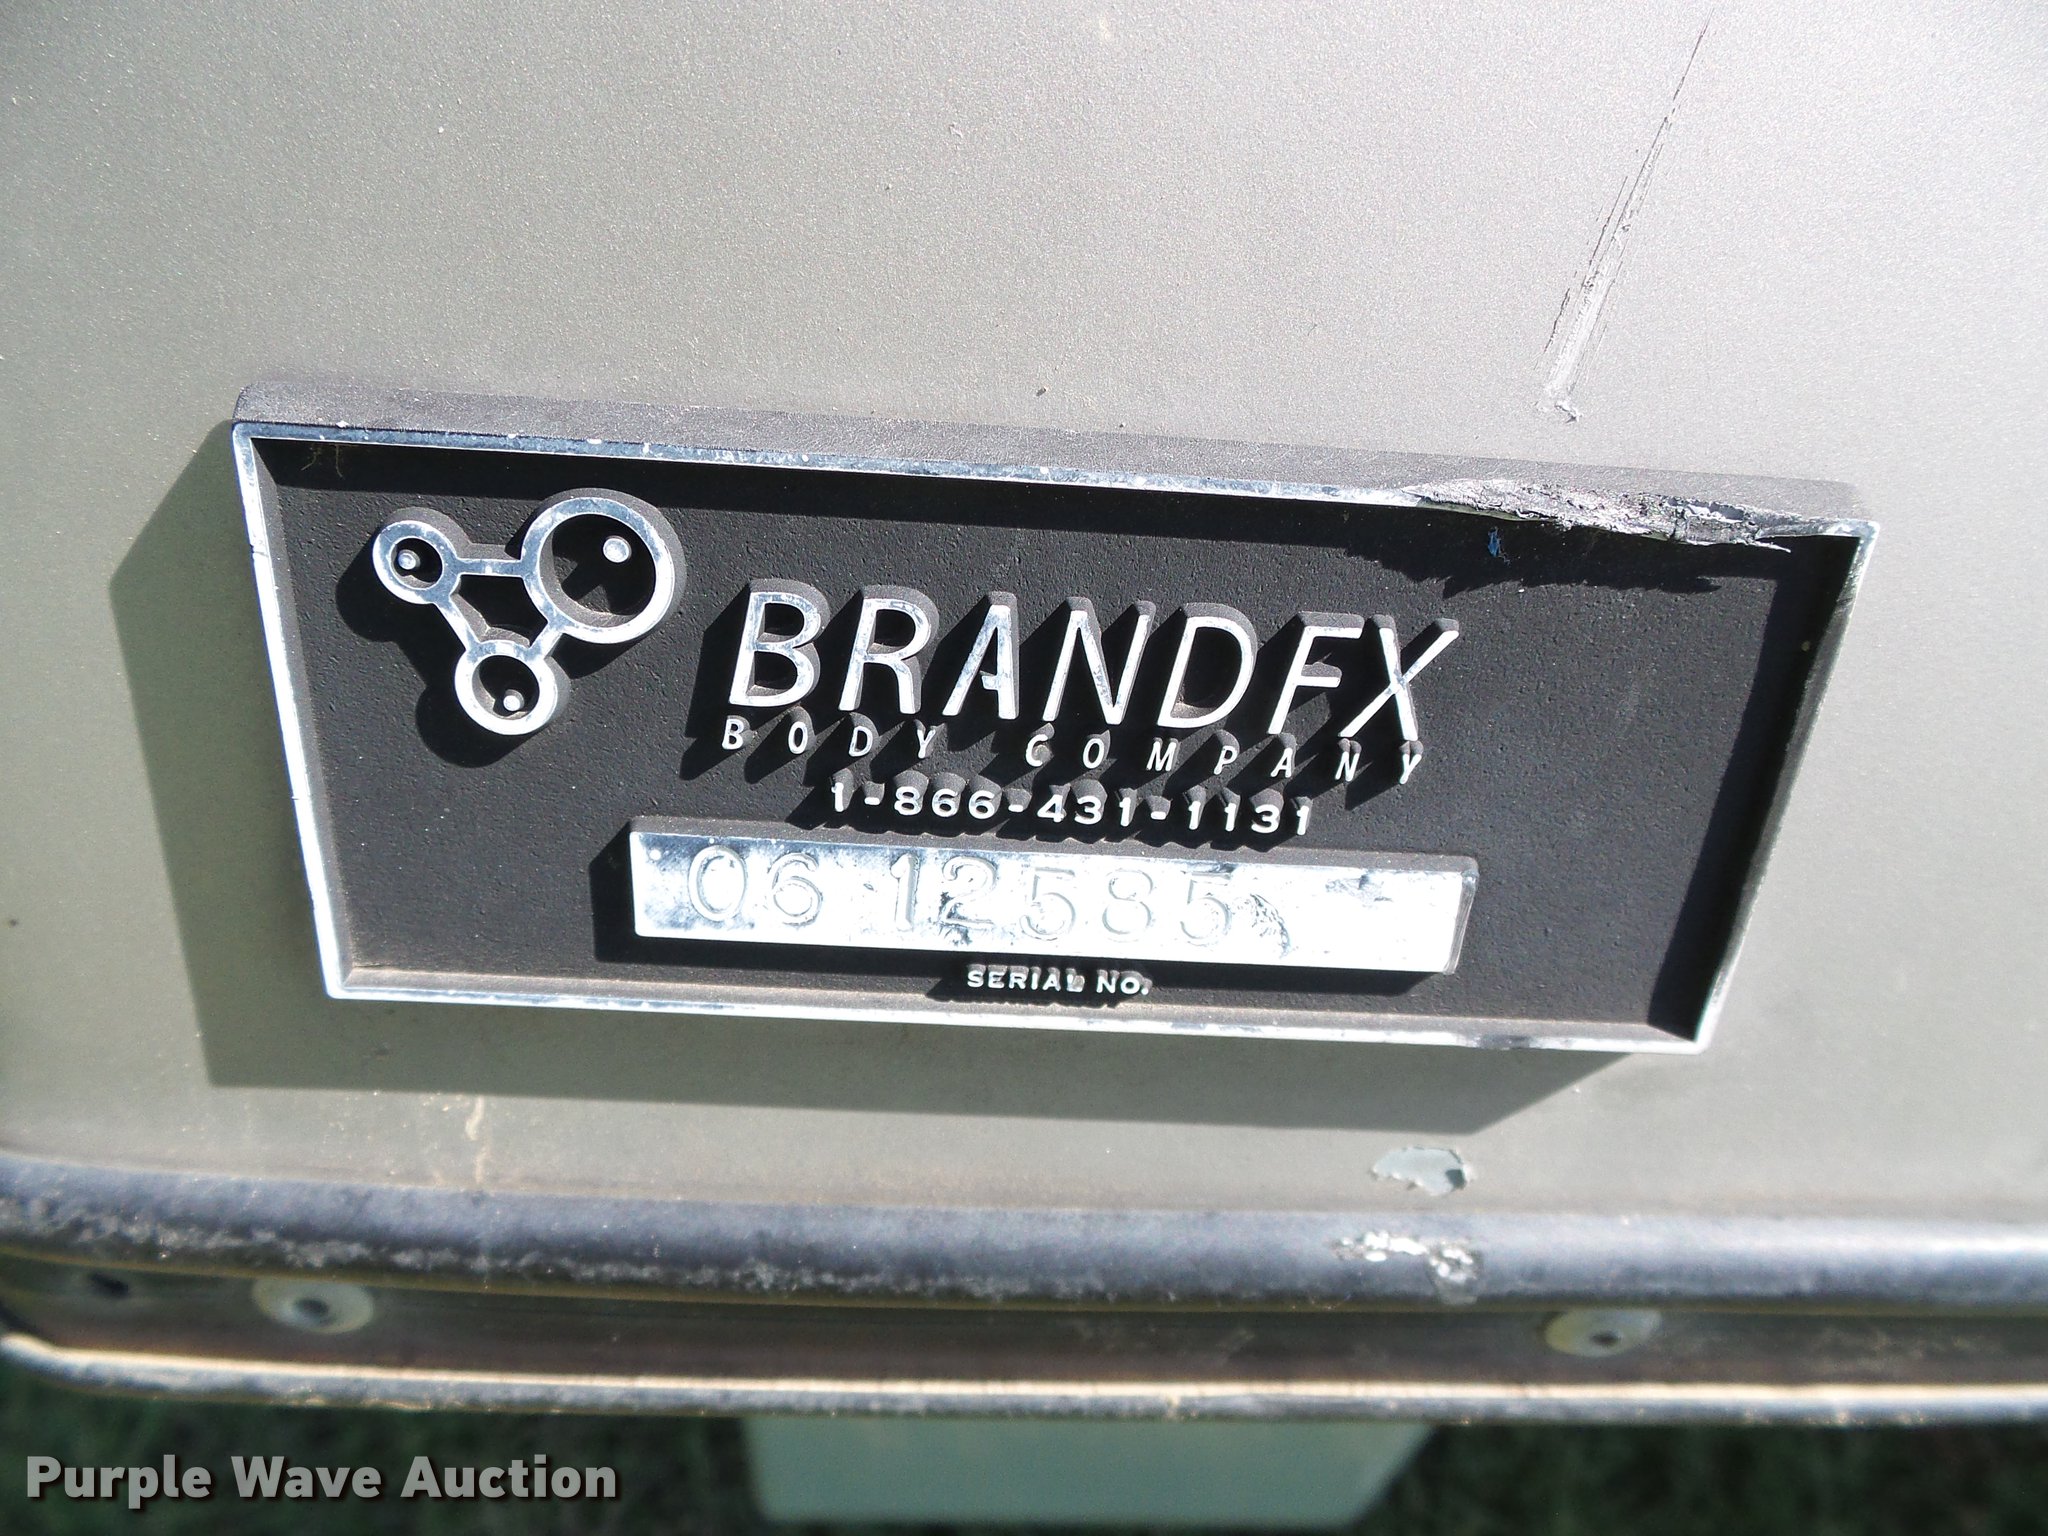 BRANDFX
BODY COMPANY
1-866-431-1131
06 12585
SERIAL NO.
Purple Wave Auction